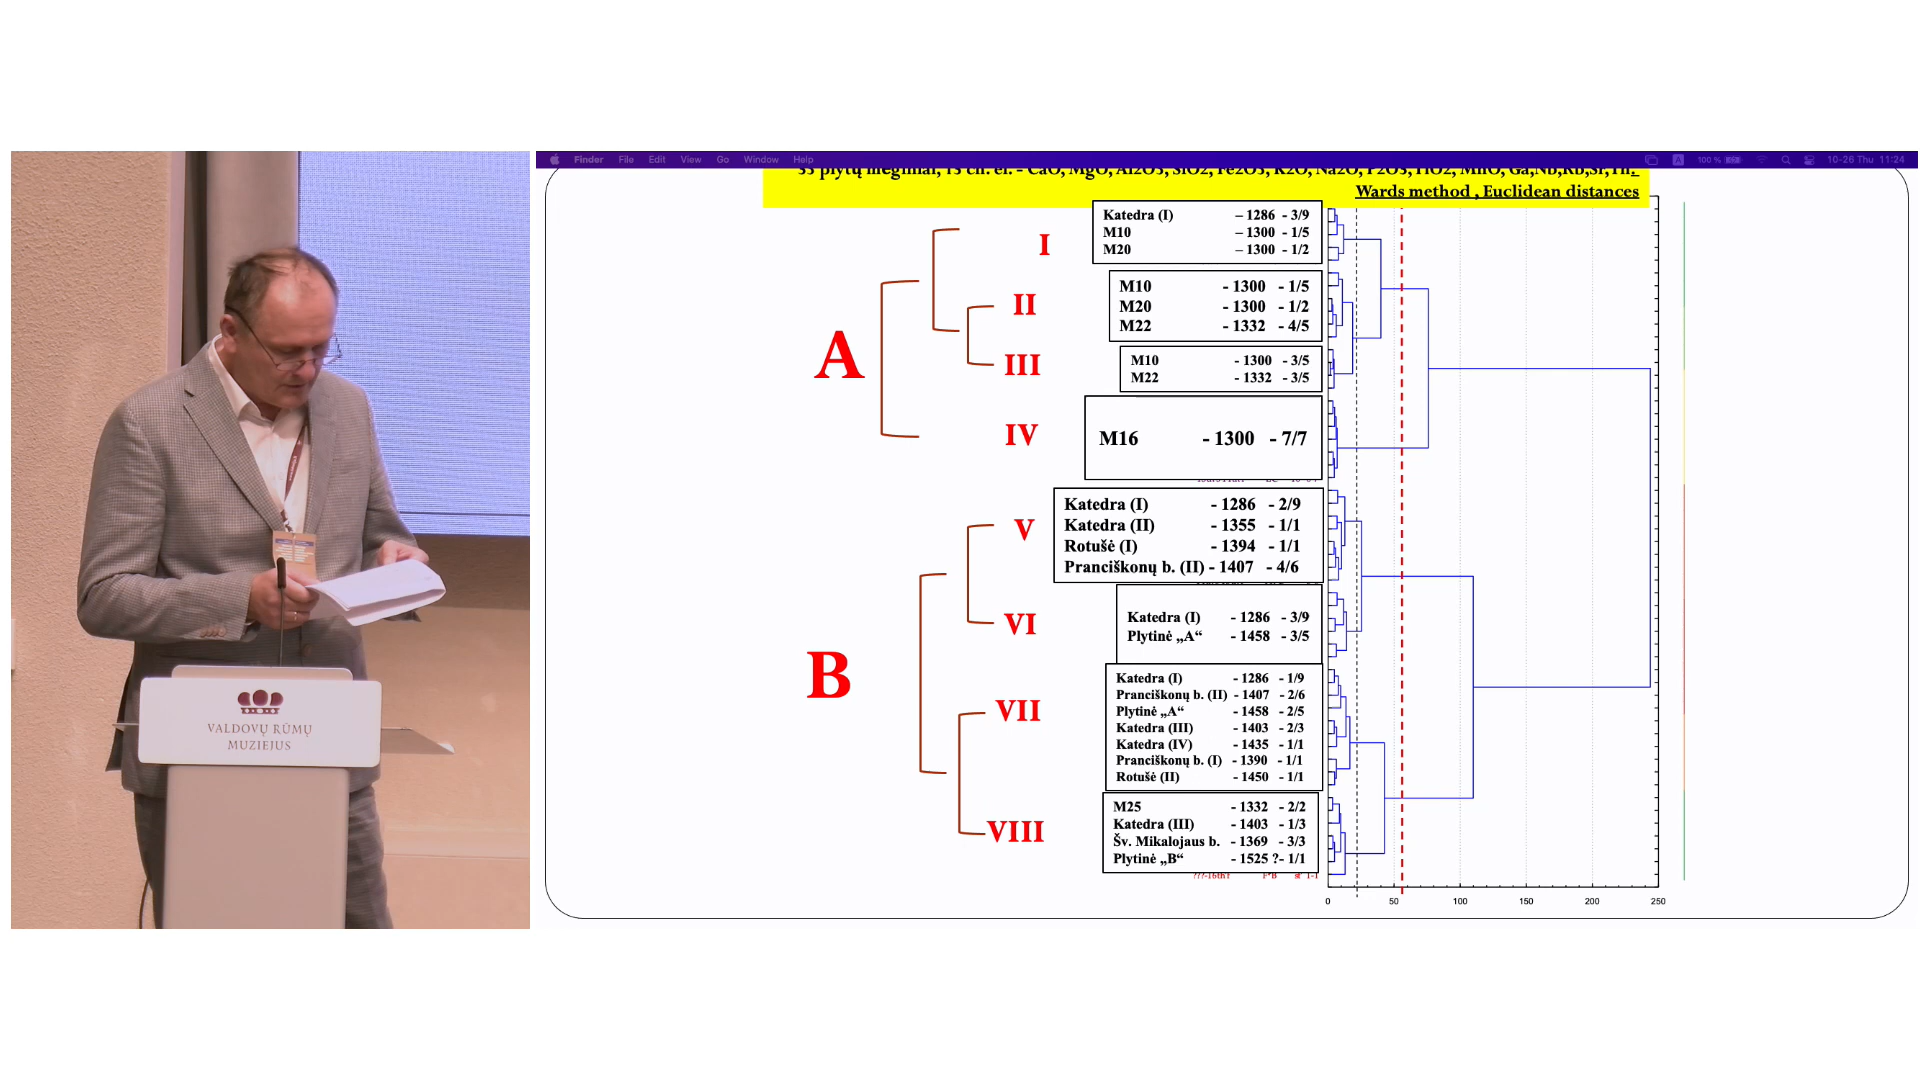 VALDOVŲ RŪMŲ
MUZIEJUS
Finder File Edit View Go Window Help
A 100 % 10-26 Thu 11:24
55 plytų mėginiai, 15 ch. el. - CaO, MgO, Al2O3, SiO2, Fe2O3, K2O, Na2O, P2O5, TiO2, MnO, Ga,Nb,Rb,Sr,Th.
Wards method , Euclidean distances
A
I
Katedra (I) – 1286 - 3/9
M10 – 1300 - 1/5
M20 – 1300 - 1/2
II
M10 - 1300 - 1/5
M20 - 1300 - 1/2
M22 - 1332 - 4/5
III
M10 - 1300 - 3/5
M22 - 1332 - 3/5
IV
M16 - 1300 - 7/7
B
V
Katedra (I) - 1286 - 2/9
Katedra (II) - 1355 - 1/1
Rotušė (I) - 1394 - 1/1
Pranciškonų b. (II) - 1407 - 4/6
VI
Katedra (I) - 1286 - 3/9
Plytinė „A“ - 1458 - 3/5
VII
Katedra (I) - 1286 - 1/9
Pranciškonų b. (II) - 1407 - 2/6
Plytinė „A“ - 1458 - 2/5
Katedra (III) - 1403 - 2/3
Katedra (IV) - 1435 - 1/1
Pranciškonų b. (I) - 1390 - 1/1
Rotušė (II) - 1450 - 1/1
VIII
M25 - 1332 - 2/2
Katedra (III) - 1403 - 1/3
Šv. Mikalojaus b. - 1369 - 3/3
Plytinė „B“ - 1525 ?- 1/1
0 50 100 150 200 250